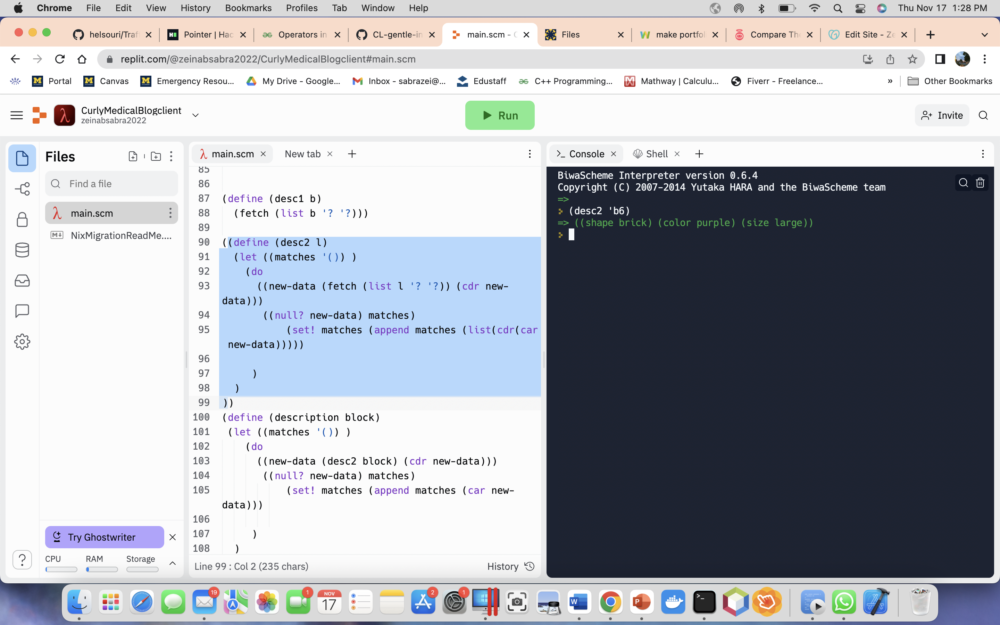 Chrome File Edit View History Bookmarks Profiles Tab Window Help Thu Nov 17 1:28 PM
helsouri/Traf Pointer | Hac Operators in CL-gentle-in main.scm - Files make portfol Compare The Edit Site - Ze
replit.com/@zeinabsabra2022/CurlyMedicalBlogclient#main.scm
Portal Canvas Emergency Resou... My Drive - Google... Inbox - sabrazei@... Edustaff C++ Programming... Mathway | Calculu... Fiverr - Freelance... » Other Bookmarks
CurlyMedicalBlogclient
zeinabsabra2022
Run
Invite
Files
Find a file
main.scm
NixMigrationReadMe....
Try Ghostwriter
CPU RAM Storage
main.scm New tab
85
86
87 (define (desc1 b)
88 (fetch (list b '? '?)))
89
90 ((define (desc2 l)
91 (let ((matches '()) )
92 (do
93 ((new-data (fetch (list l '? '?)) (cdr new-
data)))
94 ((null? new-data) matches)
95 (set! matches (append matches (list(cdr(car
new-data)))))
96
97 )
98 )
99 ))
100 (define (description block)
101 (let ((matches '()) )
102 (do
103 ((new-data (desc2 block) (cdr new-data)))
104 ((null? new-data) matches)
105 (set! matches (append matches (car new-
data)))
106
107 )
108 )
Line 99 : Col 2 (235 chars) History
>_ Console Shell
BiwaScheme Interpreter version 0.6.4
Copyright (C) 2007-2014 Yutaka HARA and the BiwaScheme team
=>
(desc2 'b6)
=> ((shape brick) (color purple) (size large))
19 1 NOV 17 2 1